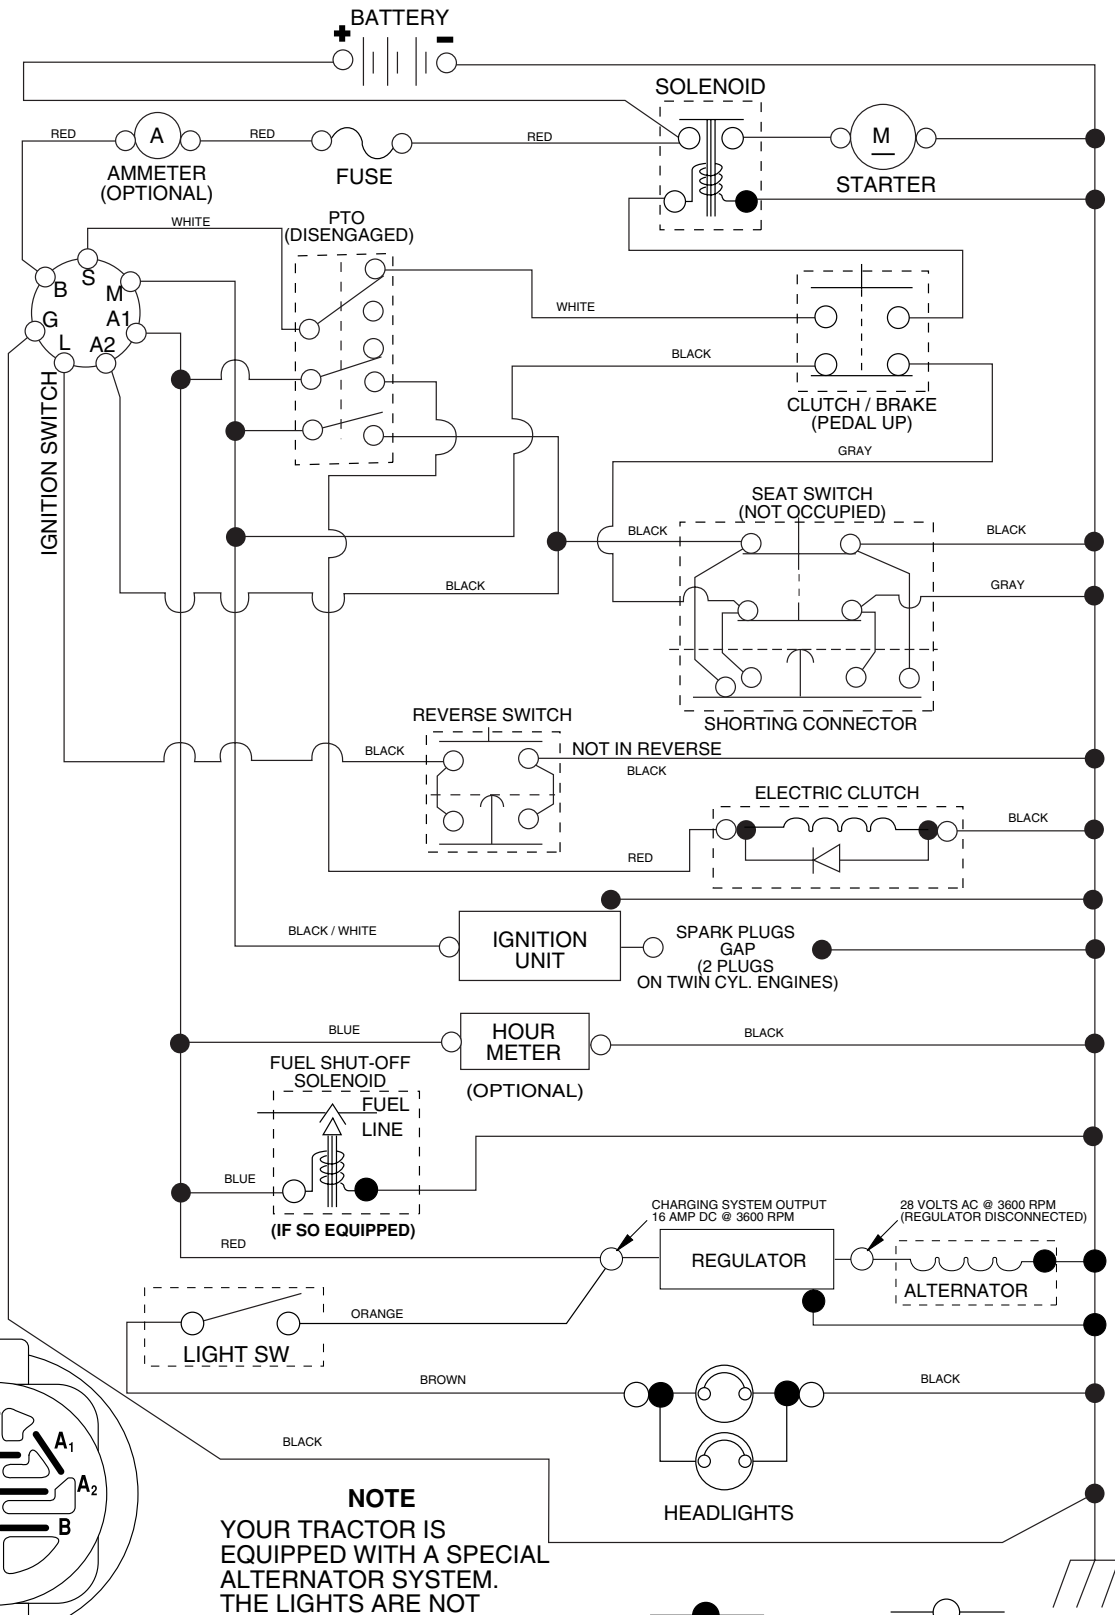 BATTERY
+ -
SOLENOID
RED
A
RED
RED
M
AMMETER
(OPTIONAL)
FUSE
STARTER
WHITE
PTO
(DISENGAGED)
B
S
M
G
A1
L
A2
IGNITION SWITCH
WHITE
BLACK
CLUTCH / BRAKE
(PEDAL UP)
GRAY
SEAT SWITCH
(NOT OCCUPIED)
BLACK
BLACK
BLACK
GRAY
SHORTING CONNECTOR
REVERSE SWITCH
BLACK
NOT IN REVERSE
BLACK
ELECTRIC CLUTCH
BLACK
RED
BLACK / WHITE
IGNITION
UNIT
SPARK PLUGS
GAP
(2 PLUGS
ON TWIN CYL. ENGINES)
BLUE
HOUR
METER
BLACK
(OPTIONAL)
FUEL SHUT-OFF
SOLENOID
FUEL
LINE
BLUE
(IF SO EQUIPPED)
CHARGING SYSTEM OUTPUT
16 AMP DC @ 3600 RPM
28 VOLTS AC @ 3600 RPM
(REGULATOR DISCONNECTED)
RED
REGULATOR
ALTERNATOR
ORANGE
LIGHT SW
BROWN
BLACK
HEADLIGHTS
A1
A2
B
BLACK
NOTE
YOUR TRACTOR IS
EQUIPPED WITH A SPECIAL
ALTERNATOR SYSTEM.
THE LIGHTS ARE NOT